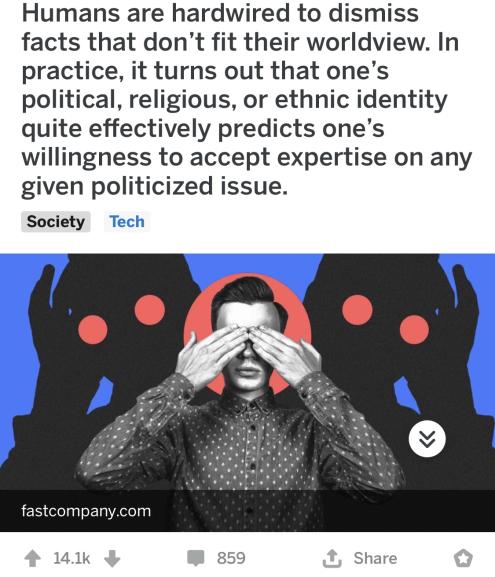 Humans are hardwired to dismiss
facts that don’t fit their worldview. In
practice, it turns out that one’s
political, religious, or ethnic identity
quite effectively predicts one’s
willingness to accept expertise on any
given politicized issue.
Society Tech
fastcompany.com
14.1k 859 Share